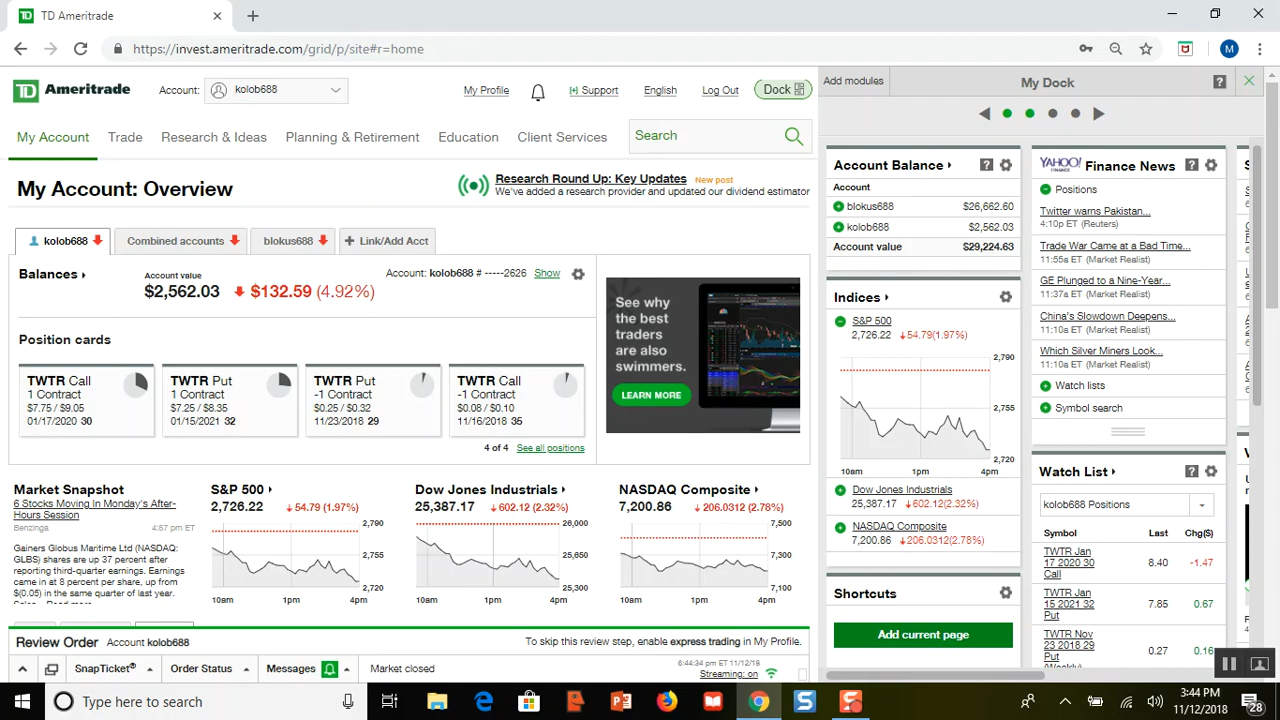 TD Ameritrade
https://invest.ameritrade.com/grid/p/site#r=home
M
TD Ameritrade
Account: kolob688
My Profile
Support
English
Log Out
Dock
My Account
Trade
Research & Ideas
Planning & Retirement
Education
Client Services
Search
My Account: Overview
Research Round Up: Key Updates New post
We've added a research provider and updated our dividend estimator
kolob688
Combined accounts
blokus688
Link/Add Acct
Balances
Account value
$2,562.03 $132.59 (4.92%)
Account: kolob688 # -----2626 Show
Position cards
TWTR Call
1 Contract
$7.75 / $9.05
01/17/2020 30
TWTR Put
1 Contract
$7.25 / $8.35
01/15/2021 32
TWTR Put
-1 Contract
$0.25 / $0.32
11/23/2018 29
TWTR Call
-1 Contract
$0.08 / $0.10
11/16/2018 35
4 of 4 See all positions
See why
the best
traders
are also
swimmers.
LEARN MORE
Market Snapshot
6 Stocks Moving In Monday's After-
Hours Session
Benzinga 4:57 pm ET
Gainers Globus Maritime Ltd (NASDAQ:
GLBS) shares are up 37 percent after
reporting third-quarter earnings. Earnings
came in at 8 percent per share, up from
$(0.05) in the same quarter of last year.
S&P 500
2,726.22 54.79 (1.97%)
2,790
2,755
2,720
10am 1pm 4pm
Dow Jones Industrials
25,387.17 602.12 (2.32%)
26,000
25,650
25,300
10am 1pm 4pm
NASDAQ Composite
7,200.86 206.0312 (2.78%)
7,500
7,300
7,100
10am 1pm 4pm
Review Order Account kolob688
To skip this review step, enable express trading in My Profile.
SnapTicket®
Order Status
Messages
Market closed
6:44:34 pm ET 11/12/18
Streaming: on
Add modules
My Dock
?
Account Balance ?
Account
blokus688 $26,662.60
kolob688 $2,562.03
Account value $29,224.63
Indices
S&P 500
2,726.22 54.79(1.97%)
2,790
2,755
2,720
10am 1pm 4pm
Dow Jones Industrials
25,387.17 602.12(2.32%)
NASDAQ Composite
7,200.86 206.0312(2.78%)
Shortcuts
Add current page
YAHOO! FINANCE Finance News ?
Positions
Twitter warns Pakistan...
4:10p ET (Reuters)
Trade War Came at a Bad Time...
11:55a ET (Market Realist)
GE Plunged to a Nine-Year...
11:37a ET (Market Realist)
China's Slowdown Deepens...
11:10a ET (Market Realist)
Which Silver Miners Look...
11:10a ET (Market Realist)
Watch lists
Symbol search
Watch List ?
kolob688 Positions
Symbol Last Chg($)
TWTR Jan
17 2020 30
Call
8.40 -1.47
TWTR Jan
15 2021 32
Put
7.85 0.67
TWTR Nov
23 2018 29
Put
(Weekly)
0.27 0.16
Type here to search
3:44 PM
11/12/2018
28